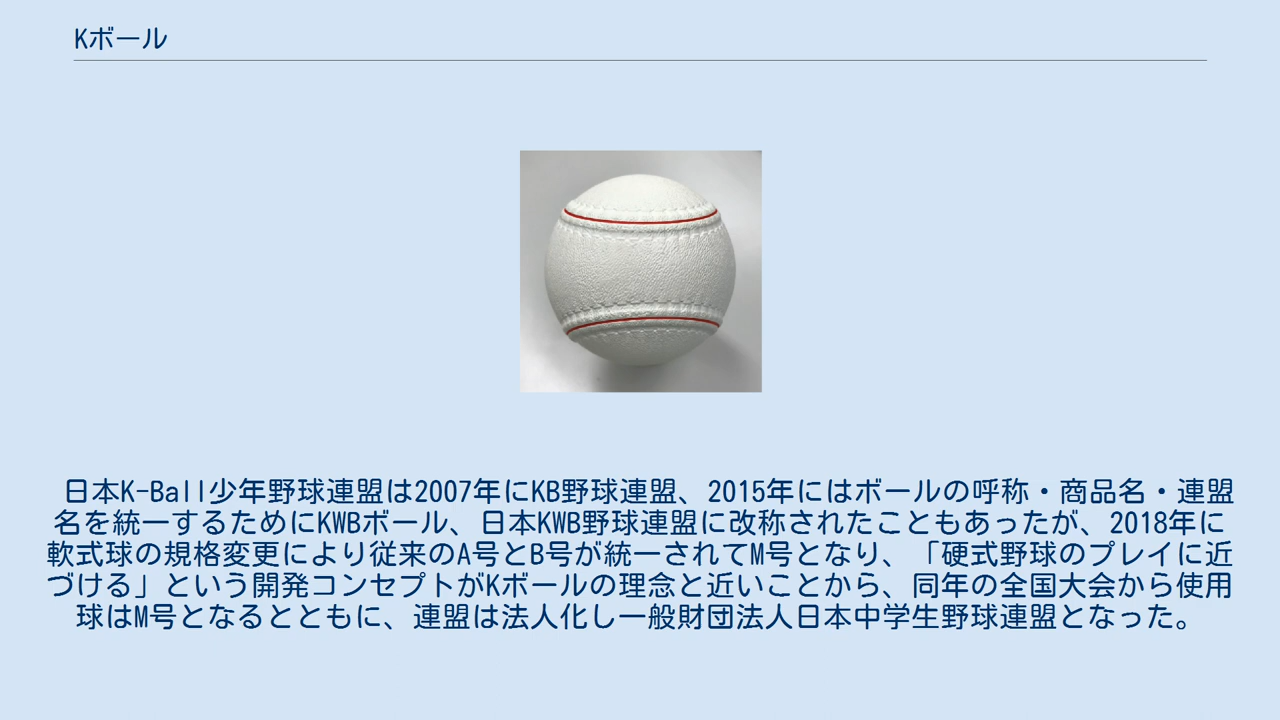 Kボール
日本K-Ball少年野球連盟は2007年にKB野球連盟、2015年にはボールの呼称・商品名・連盟
名を統一するためにKWBボール、日本KWB野球連盟に改称されたこともあったが、2018年に
軟式球の規格変更により従来のA号とB号が統一されてM号となり、「硬式野球のプレイに近
づける」という開発コンセプトがKボールの理念と近いことから、同年の全国大会から使用
球はM号となるとともに、連盟は法人化し一般財団法人日本中学生野球連盟となった。